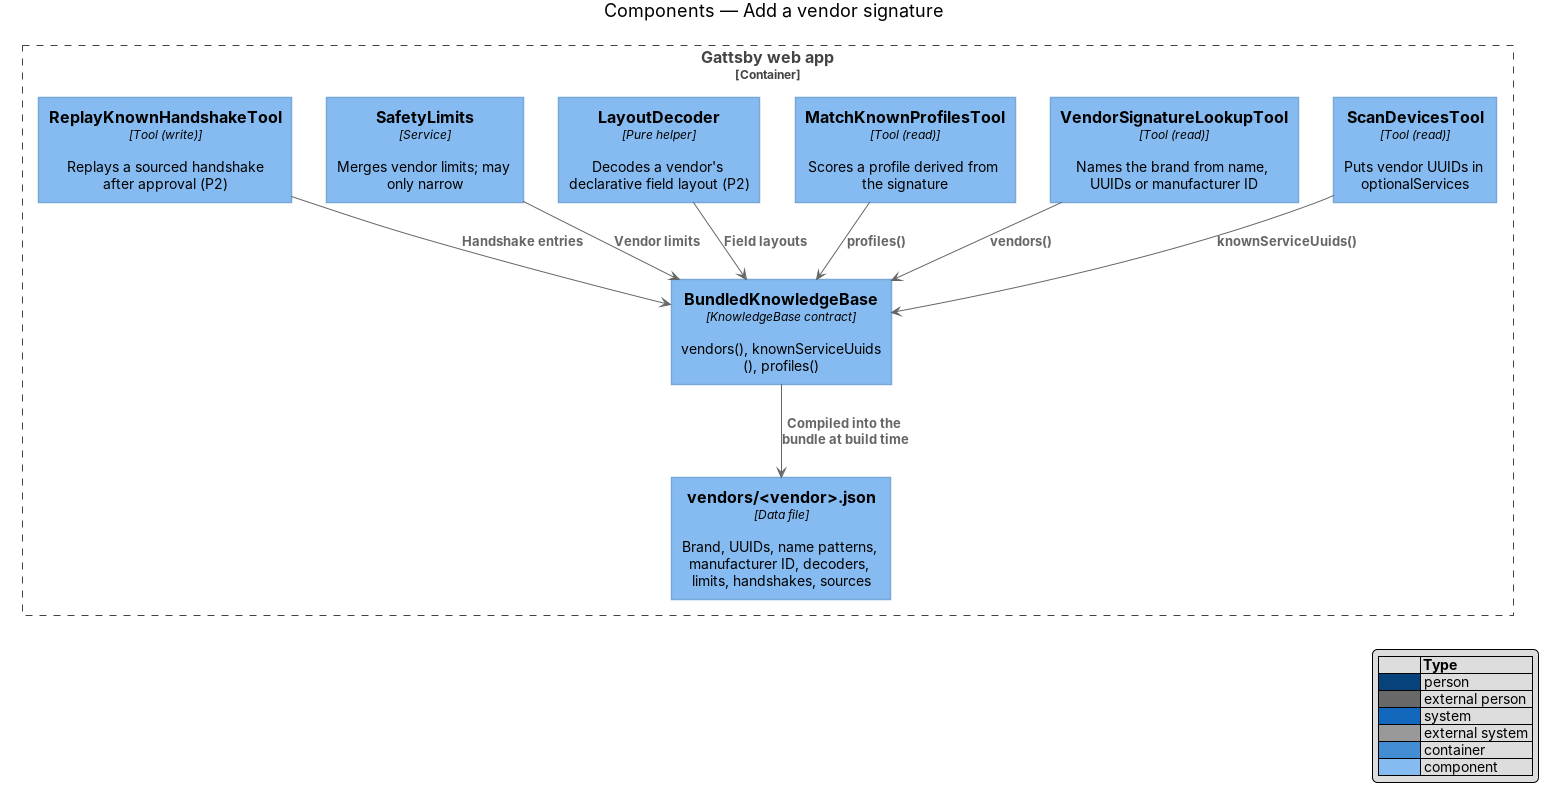 Components — Add a vendor signature
Gattsby web app
[Container]
ReplayKnownHandshakeTool
[Tool (write)]
Replays a sourced handshake
after approval (P2)
SafetyLimits
[Service]
Merges vendor limits; may
only narrow
LayoutDecoder
[Pure helper]
Decodes a vendor's
declarative field layout (P2)
MatchKnownProfilesTool
[Tool (read)]
Scores a profile derived from
the signature
VendorSignatureLookupTool
[Tool (read)]
Names the brand from name,
UUIDs or manufacturer ID
ScanDevicesTool
[Tool (read)]
Puts vendor UUIDs in
optionalServices
Handshake entries
Vendor limits
Field layouts
profiles()
vendors()
knownServiceUuids()
BundledKnowledgeBase
[KnowledgeBase contract]
vendors(), knownServiceUuids
(), profiles()
Compiled into the
bundle at build time
vendors/<vendor>.json
[Data file]
Brand, UUIDs, name patterns,
manufacturer ID, decoders,
limits, handshakes, sources
Type
person
external person
system
external system
container
component